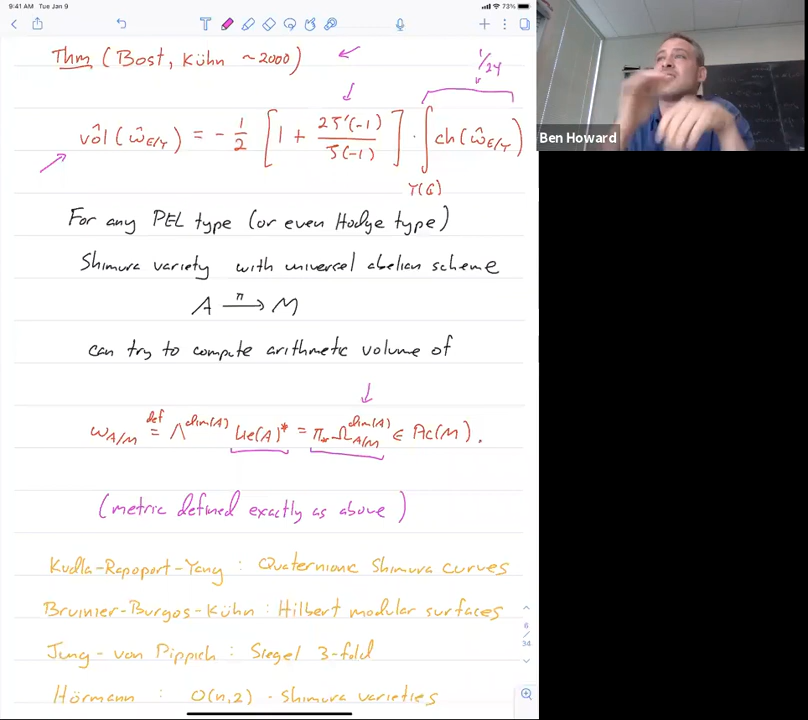 9:41 AM Tue Jan 9
73%
Thm (Bost, Kühn ~2000)
1/24
vol̂(ω̂_{E/Y}) = - 1/2 [1 + 2ζ'(-1)/ζ(-1)] · ∫_{Y(C)} ch(ω̂_{E/Y})
For any PEL type (or even Hodge type)
Shimura variety with universal abelian scheme
A —π→ M
can try to compute arithmetic volume of
ω_{A/M} def= Λ^{dim(A)} Lie(A)* = π_* Ω^{dim(A)}_{A/M} ∈ Pic(M).
(metric defined exactly as above)
Kudla-Rapoport-Yang : Quaternionic Shimura curves
Bruinier-Burgos-Kühn : Hilbert modular surfaces
Jung - von Pippich : Siegel 3-fold
Hörmann : O(n,2) - Shimura varieties
6
34
Ben Howard